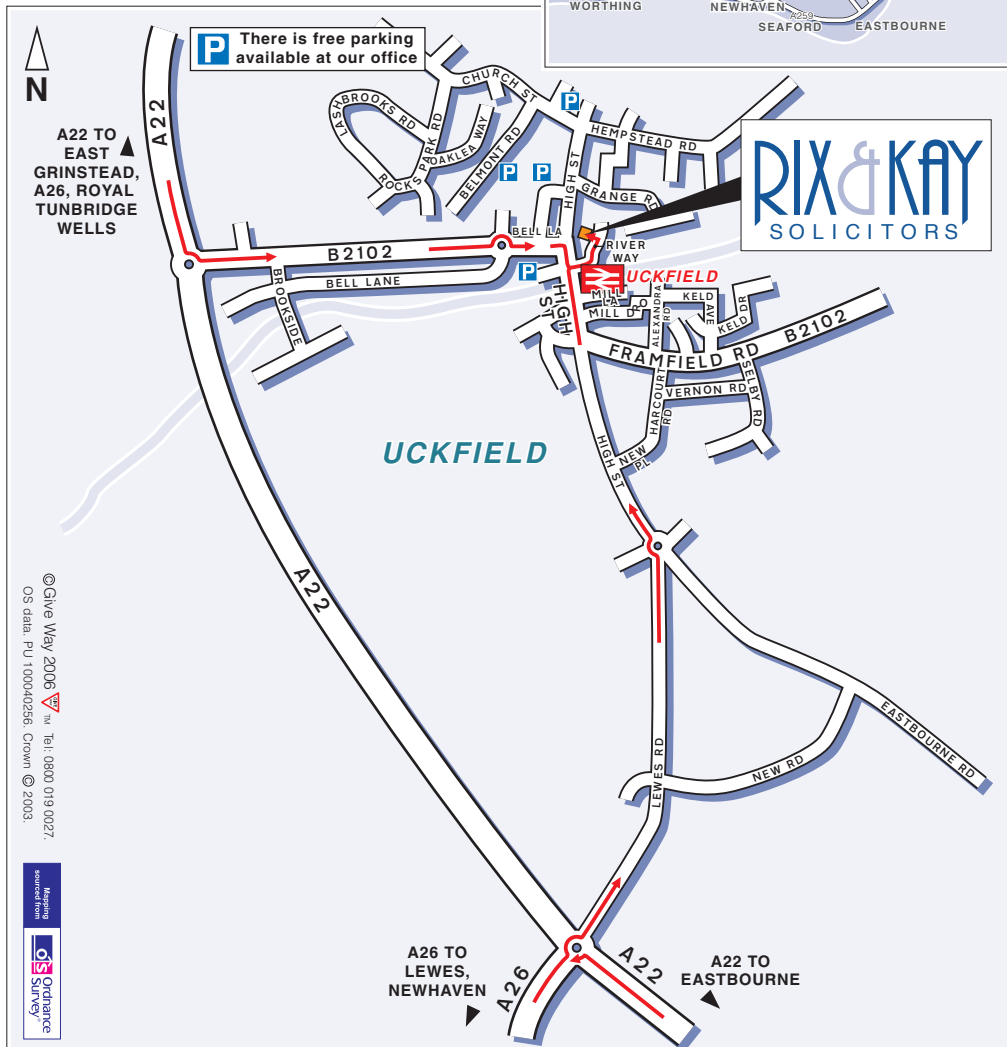 WORTHING
NEWHAVEN
A259
SEAFORD
EASTBOURNE
N
P
There is free parking
available at our office
A22
A22 TO
EAST
GRINSTEAD,
A26, ROYAL
TUNBRIDGE
WELLS
LASHBROOKS RD
ROCKS PARK RD
OAKLEA WAY
CHURCH ST
BELMONT RD
P
HEMPSTEAD RD
P
P
HIGH ST
GRANGE RD
RIX & KAY
SOLICITORS
BELL LA
RIVER
WAY
B2102
BELL LANE
BROOKSIDE
P
UCKFIELD
HIGH
ST
MILL
LA
MILL D
RO
ALEXANDRA
RD
KELD
AVE
KELD DR
FRAMFIELD RD B2102
HARCOURT
RD
VERNON RD
SELBY RD
UCKFIELD
HIGH ST
NEW
PL
A22
LEWES RD
NEW RD
EASTBOURNE RD
A26 TO
LEWES,
NEWHAVEN
A26
A22
A22 TO
EASTBOURNE
©Give Way 2006 TM Tel: 0800 019 0027.
OS data. PU 100040256. Crown © 2003.
Mapping
sourced from
OS Ordnance
Survey®